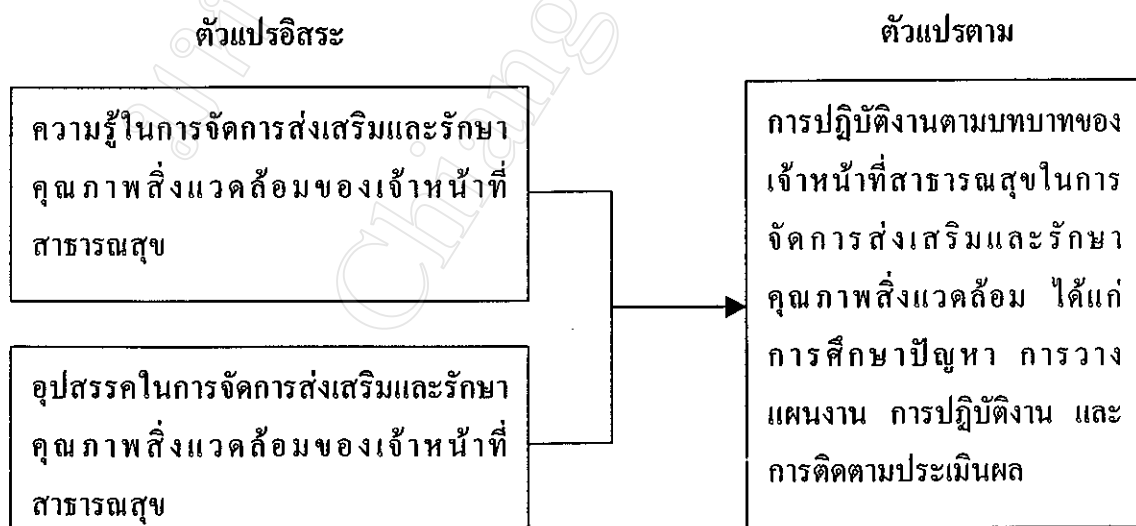 ตัวแปรอิสระ
ตัวแปรตาม
ความรู้ในการจัดการส่งเสริมและรักษา
คุณภาพสิ่งแวดล้อมของเจ้าหน้าที่
สาธารณสุข
อุปสรรคในการจัดการส่งเสริมและรักษา
คุณภาพสิ่งแวดล้อมของเจ้าหน้าที่
สาธารณสุข
การปฏิบัติงานตามบทบาทของ
เจ้าหน้าที่สาธารณสุขในการ
จัดการส่งเสริมและรักษา
คุณภาพสิ่งแวดล้อม ได้แก่
การศึกษาปัญหา การวาง
แผนงาน การปฏิบัติงาน และ
การติดตามประเมินผล
Chiang